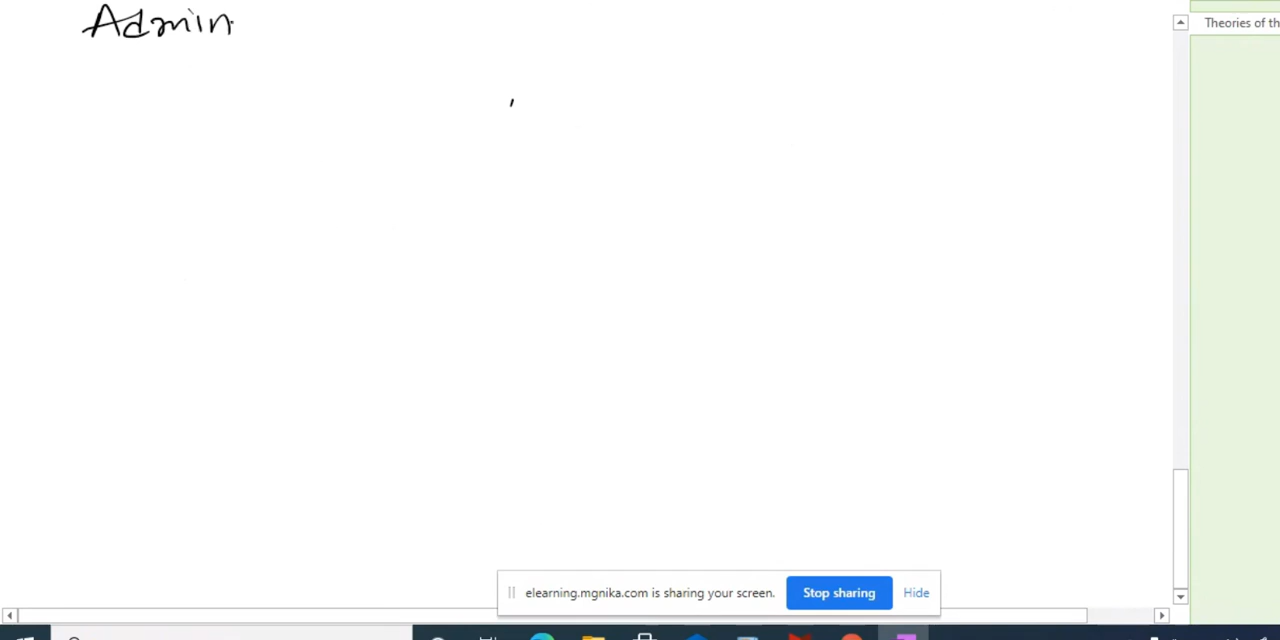 Admin
Theories of th
elearning.mgnika.com is sharing your screen.
Stop sharing
Hide